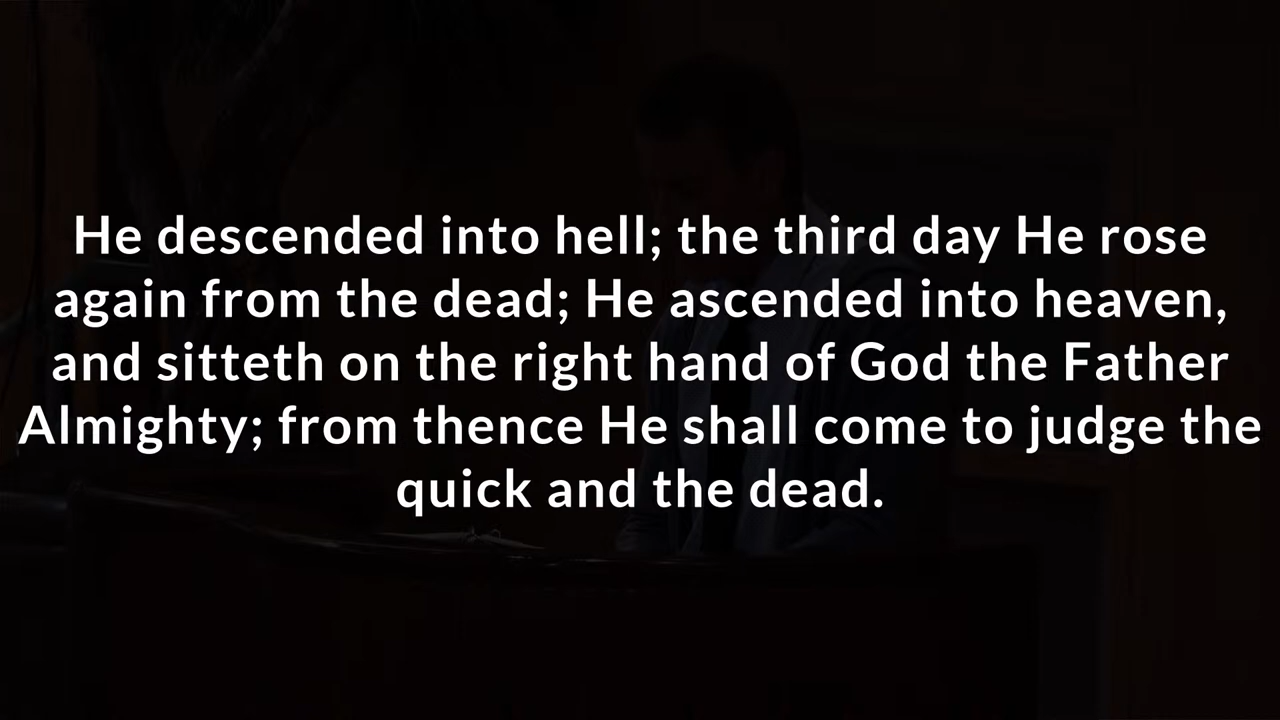 He descended into hell; the third day He rose
again from the dead; He ascended into heaven,
and sitteth on the right hand of God the Father
Almighty; from thence He shall come to judge the
quick and the dead.